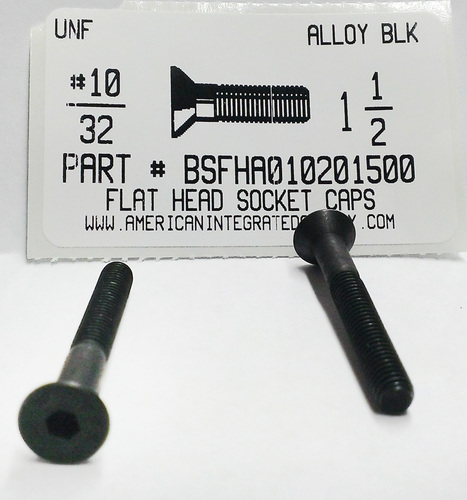 UNF ALLOY BLK
#10 1 1
32 2
PART # BSFHA010201500
FLAT HEAD SOCKET CAPS